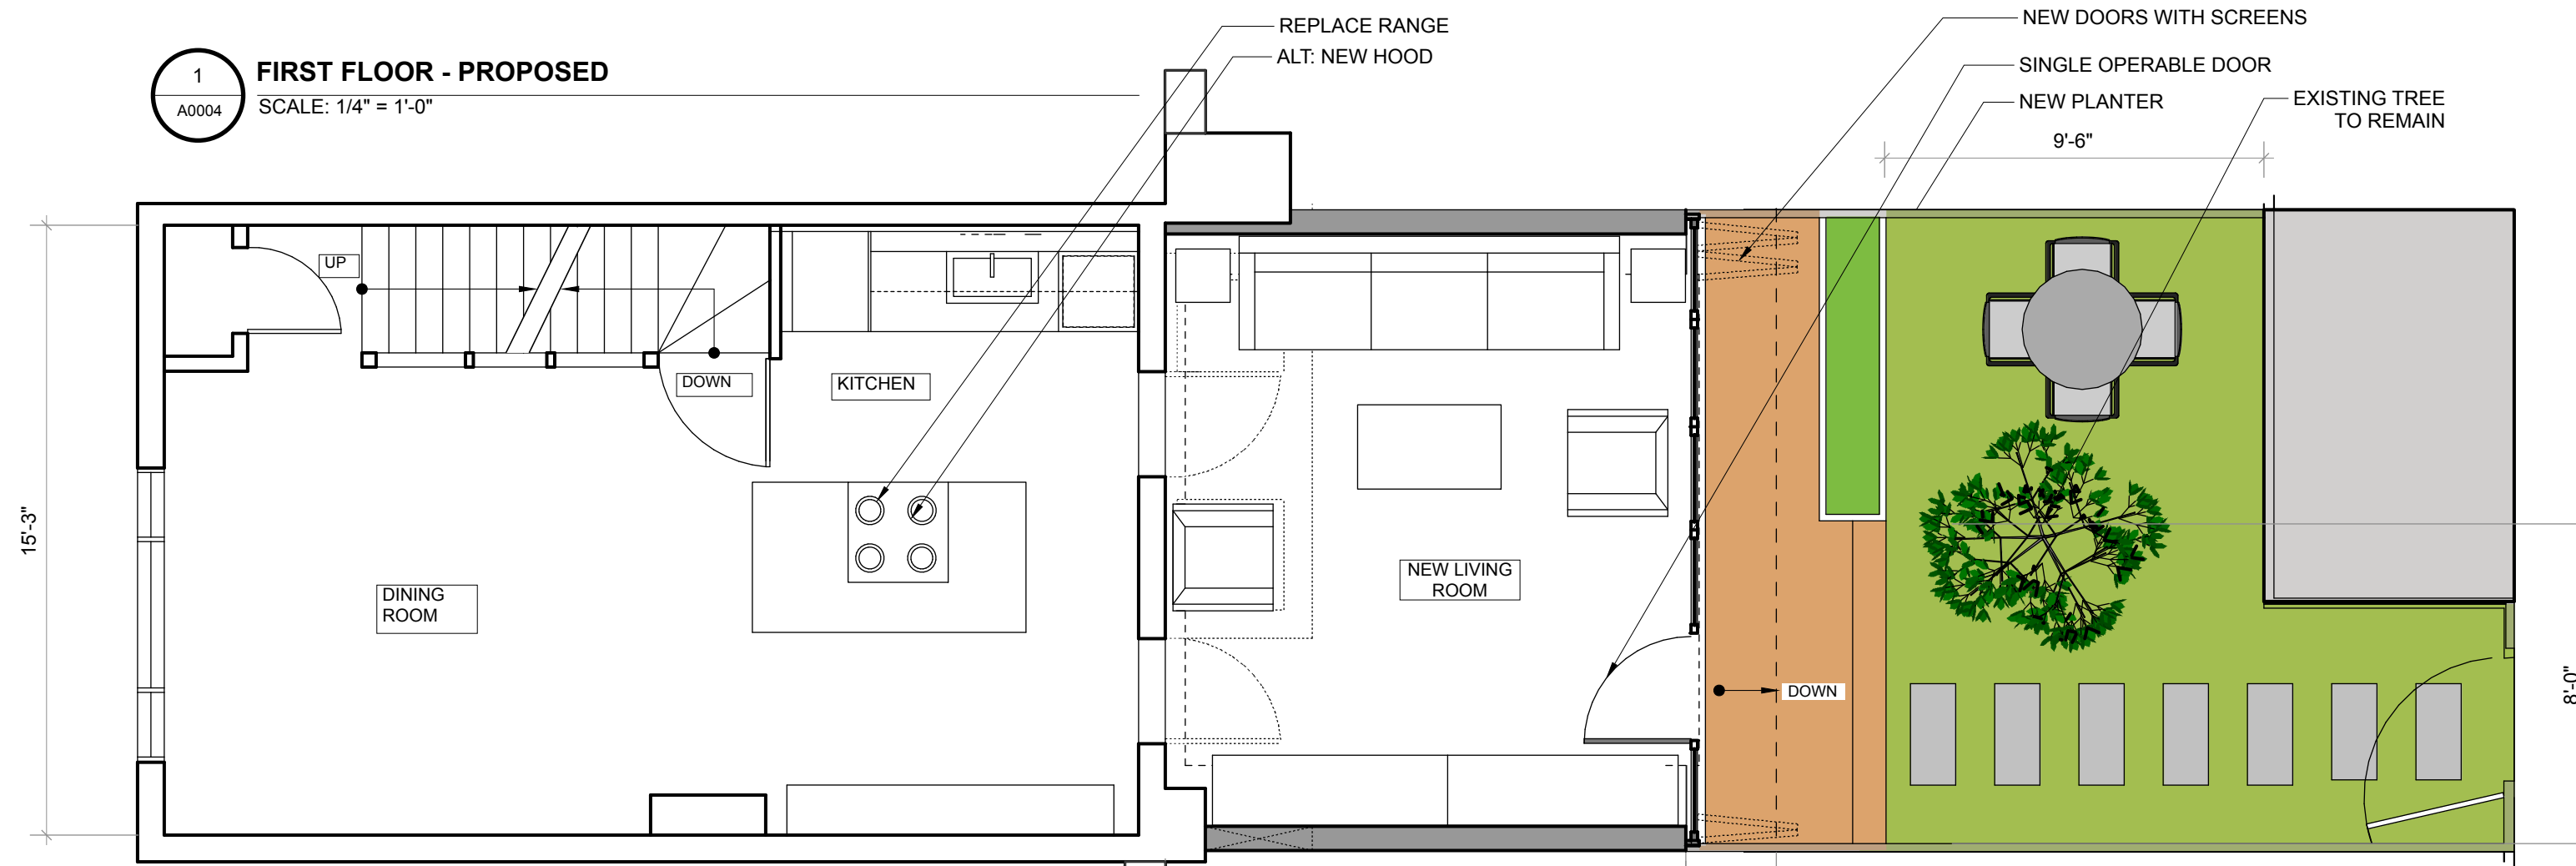 1
A0004
FIRST FLOOR - PROPOSED
SCALE: 1/4" = 1'-0"
REPLACE RANGE
ALT: NEW HOOD
NEW DOORS WITH SCREENS
SINGLE OPERABLE DOOR
NEW PLANTER
EXISTING TREE
TO REMAIN
9'-6"
UP
DOWN
KITCHEN
15'-3"
DINING
ROOM
NEW LIVING
ROOM
DOWN
8'-0"